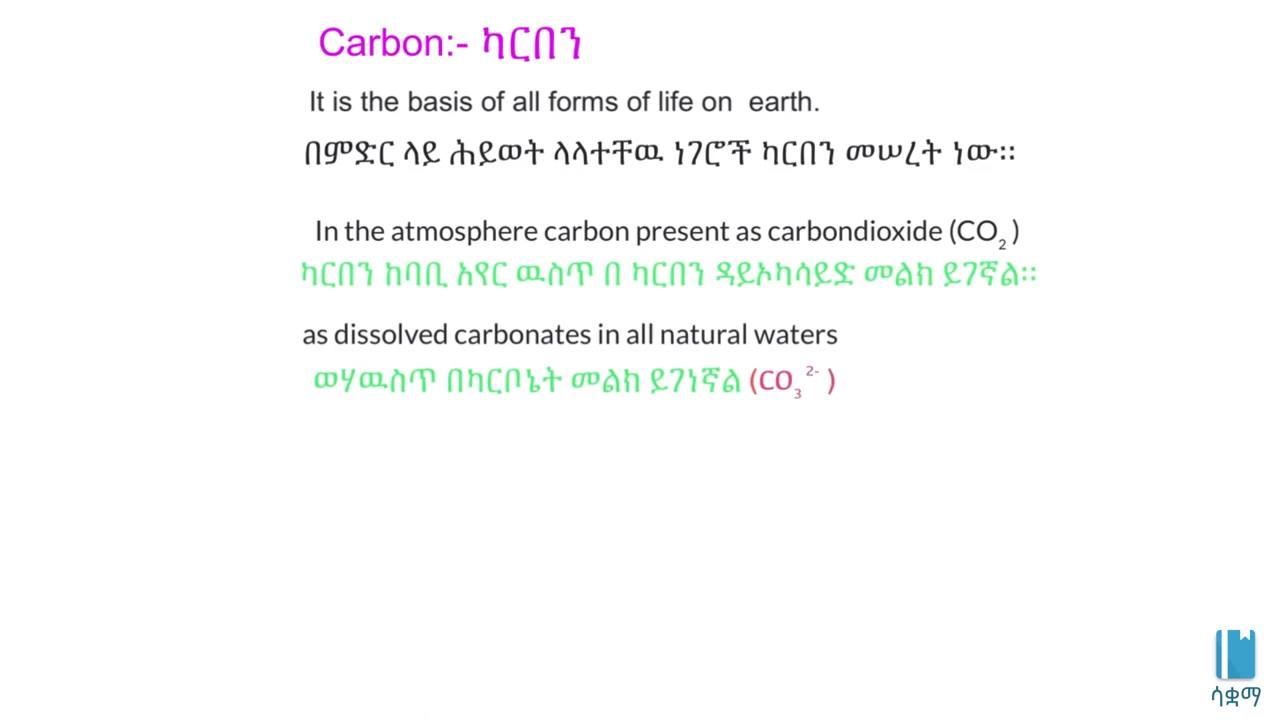 Carbon:- ካርበን
It is the basis of all forms of life on earth.
በምድር ላይ ሕይወት ላላተቸዉ ነገሮች ካርበን መሠረት ነው፡፡
In the atmosphere carbon present as carbondioxide (CO₂ )
ካርበን ከባቢ አየር ዉስጥ በ ካርበን ዳይኦካሳይድ መልክ ይገኛል፡፡
as dissolved carbonates in all natural waters
ወሃዉስጥ በካርቦኔት መልክ ይገነኛል (CO₃²⁻ )
ሳቋማ